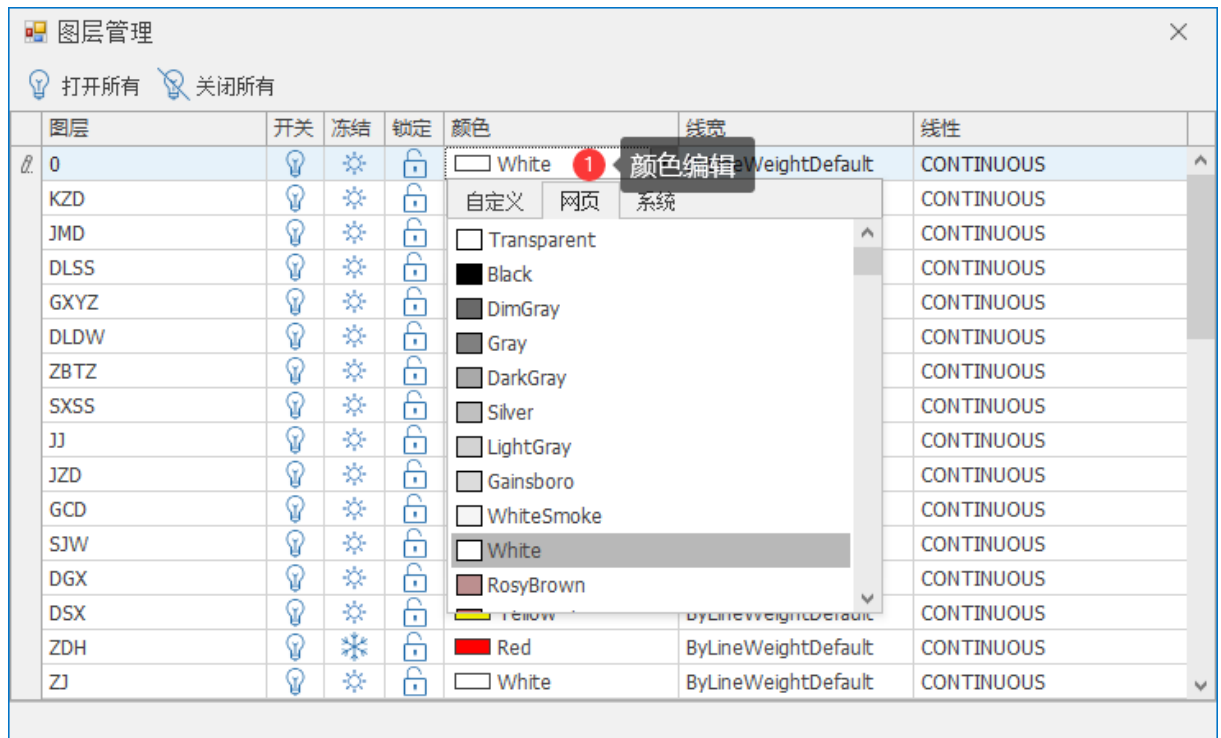 图层管理
打开所有 关闭所有
图层 开关 冻结 锁定 颜色 线宽 线性
0 White 1 颜色编辑 LineWeightDefault CONTINUOUS
KZD 自定义 网页 系统 CONTINUOUS
JMD Transparent CONTINUOUS
DLSS Black CONTINUOUS
GXYZ DimGray CONTINUOUS
DLDW Gray CONTINUOUS
ZBTZ DarkGray CONTINUOUS
SXSS Silver CONTINUOUS
JJ LightGray CONTINUOUS
JZD Gainsboro CONTINUOUS
GCD WhiteSmoke CONTINUOUS
SJW White CONTINUOUS
DGX RosyBrown CONTINUOUS
DSX Yellow ByLineWeightDefault CONTINUOUS
ZDH Red ByLineWeightDefault CONTINUOUS
ZJ White ByLineWeightDefault CONTINUOUS